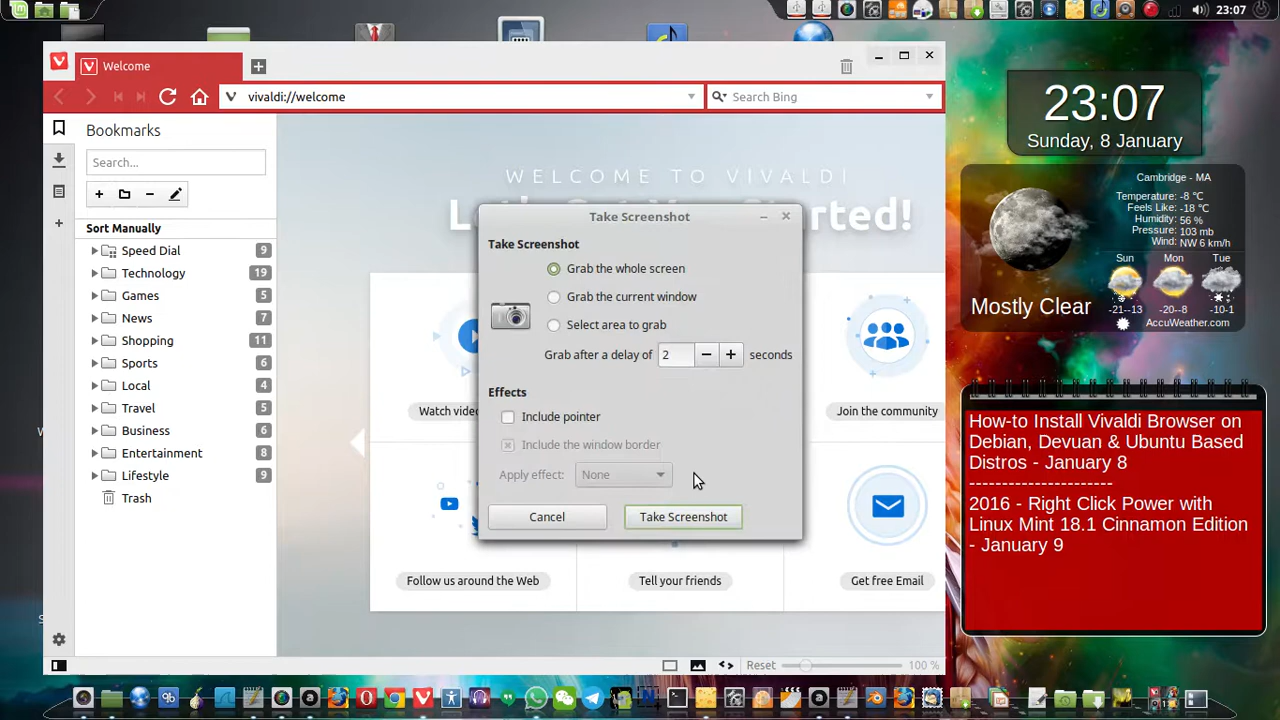 23:07
Welcome
vivaldi://welcome
Search Bing
Bookmarks
Search...
Sort Manually
Speed Dial 9
Technology 19
Games 5
News 7
Shopping 11
Sports 6
Local 4
Travel 5
Business 6
Entertainment 8
Lifestyle 9
Trash
WELCOME TO VIVALDI
Started!
Watch
Join the community
Follow us around the Web
Tell your friends
Get free Email
Reset
100 %
Take Screenshot
Take Screenshot
Grab the whole screen
Grab the current window
Select area to grab
Grab after a delay of 2 seconds
Effects
Include pointer
Include the window border
Apply effect: None
Cancel
Take Screenshot
23:07
Sunday, 8 January
Cambridge - MA
Temperature: -8 °C
Feels Like: -18 °C
Humidity: 56 %
Pressure: 103 mb
Wind: NW 6 km/h
Sun Mon Tue
-21--13 -20--8 -10-1
Mostly Clear
AccuWeather.com
How-to Install Vivaldi Browser on
Debian, Devuan & Ubuntu Based
Distros - January 8
----------------------
2016 - Right Click Power with
Linux Mint 18.1 Cinnamon Edition
- January 9